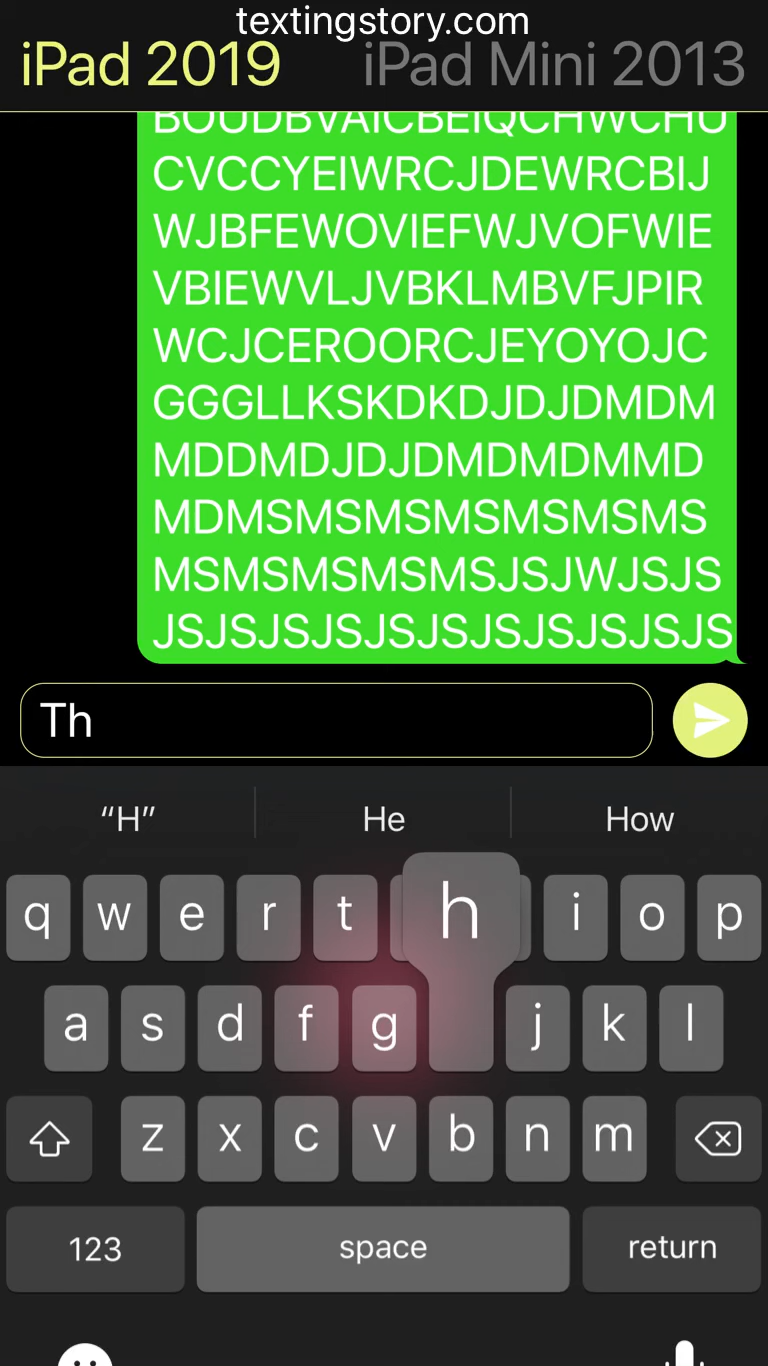 textingstory.com
iPad 2019 iPad Mini 2013
BOUDBVAICBEIQCHWCHU
CVCCYEIWRCJDEWRCBIJ
WJBFEWOVIEFWJVOFWIE
VBIEWVLJVBKLMBVFJPIR
WCJCEROORCJEYOYOJC
GGGLLKSKDKDJDJDMDM
MDDMDJDJDMDMDMMD
MDMSMSMSMSMSMSMS
MSMSMSMSMSJSJWJSJS
JSJSJSJSJSJSJSJSJSJSJS
Th
“H” He How
q w e r t h i o p
a s d f g j k l
z x c v b n m
123 space return